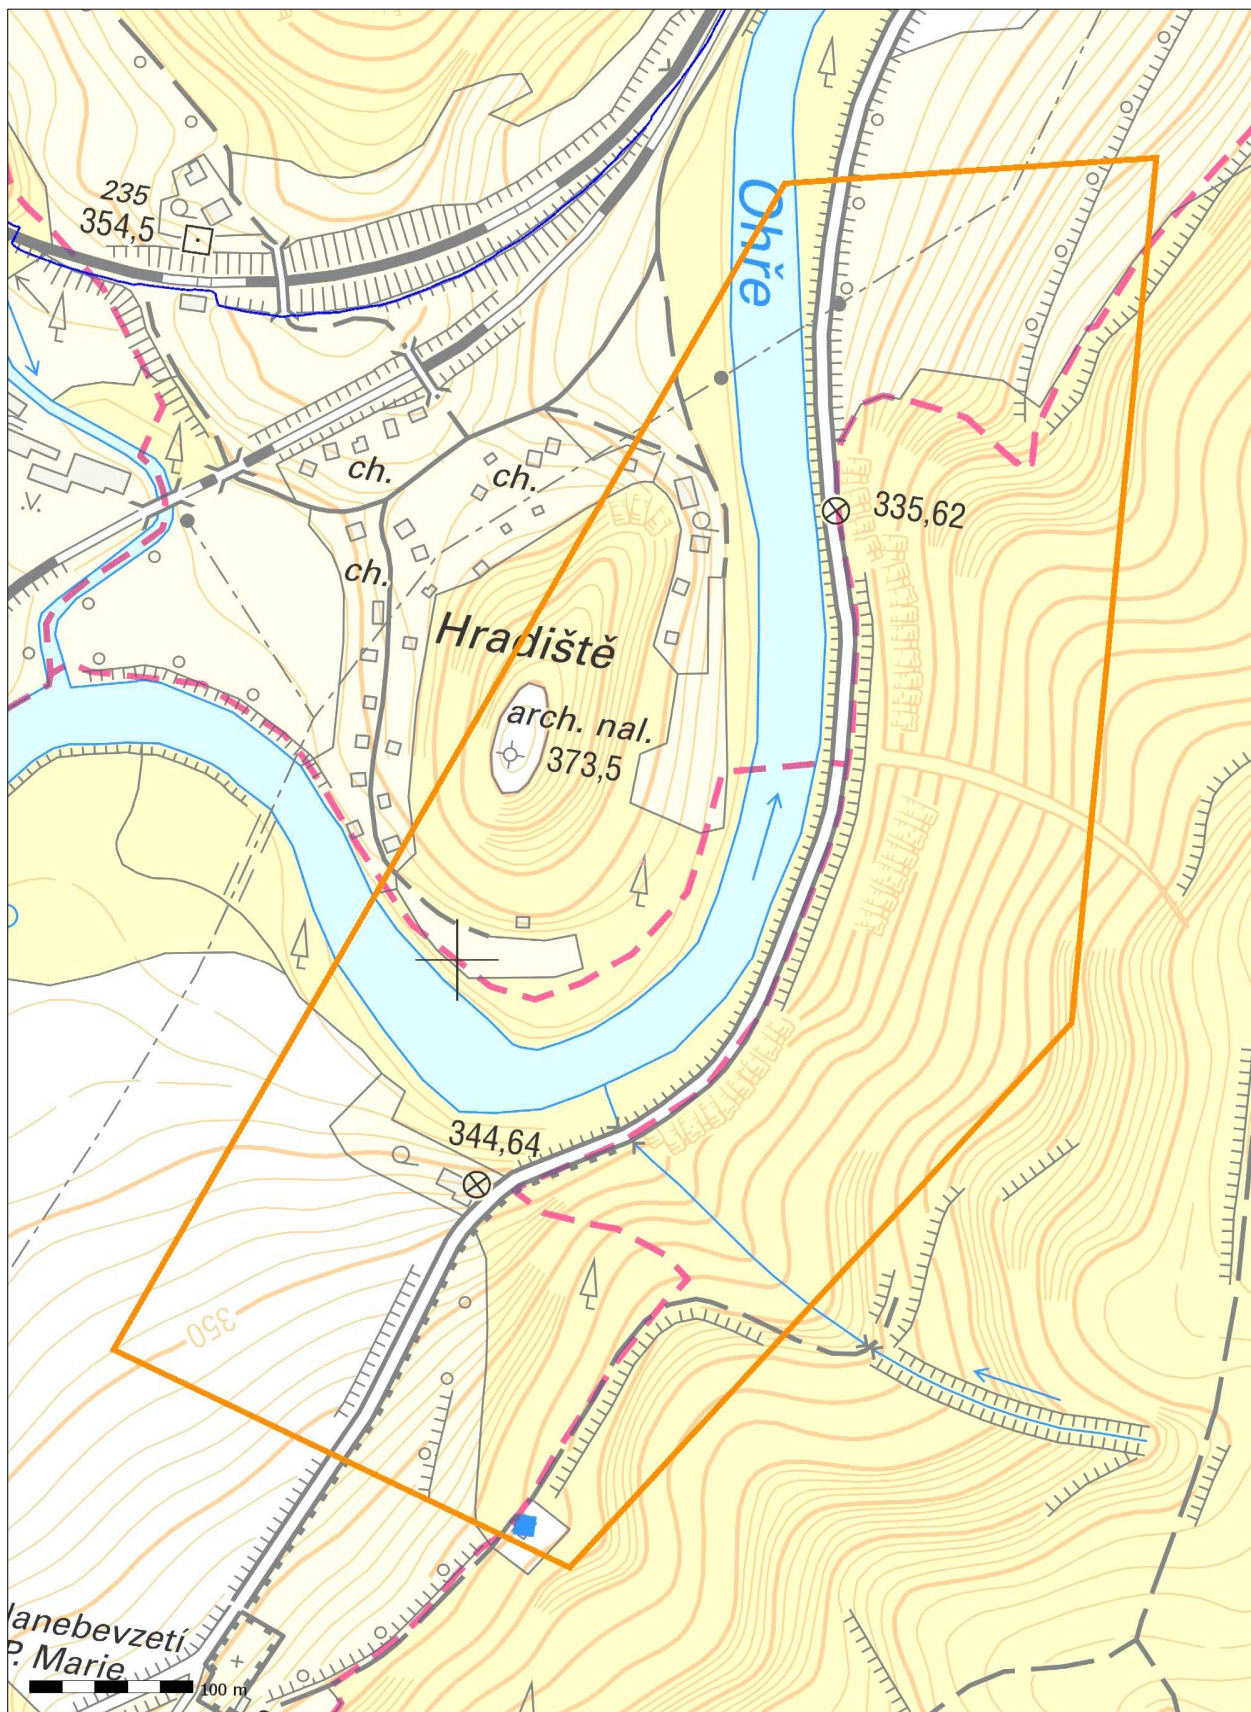 235
354,5
Ohře
ch.
ch.
335,62
ch.
Hradiště
arch. nal.
373,5
.v.
344,64
350
lanebevzetí
P. Marie
100 m